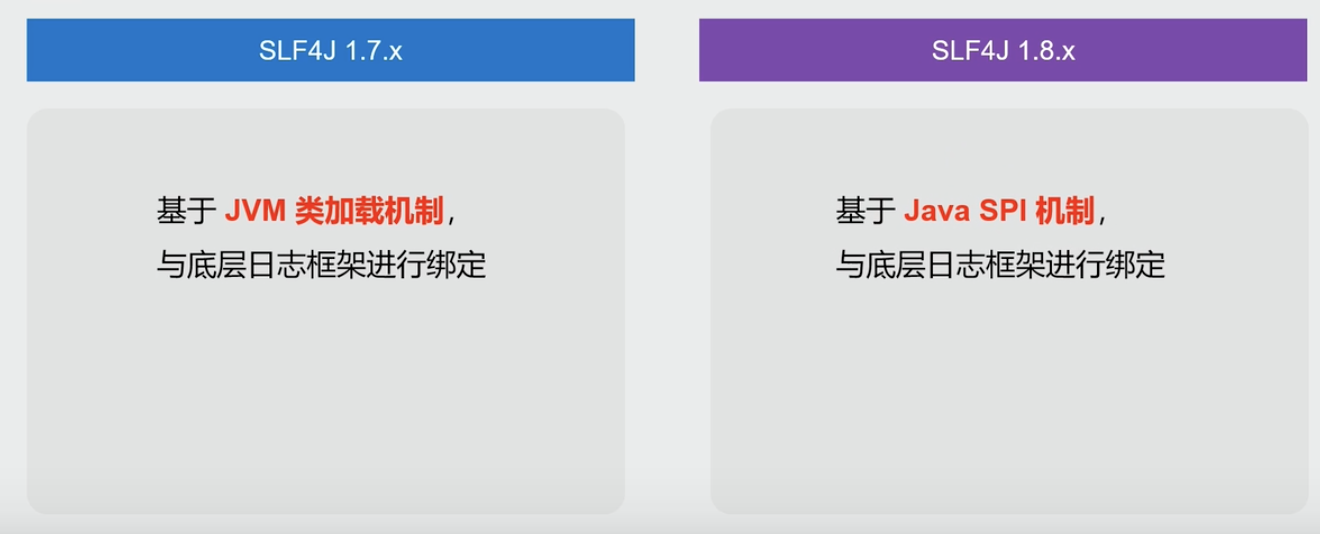 SLF4J 1.7.x
基于 JVM 类加载机制，
与底层日志框架进行绑定
SLF4J 1.8.x
基于 Java SPI 机制，
与底层日志框架进行绑定